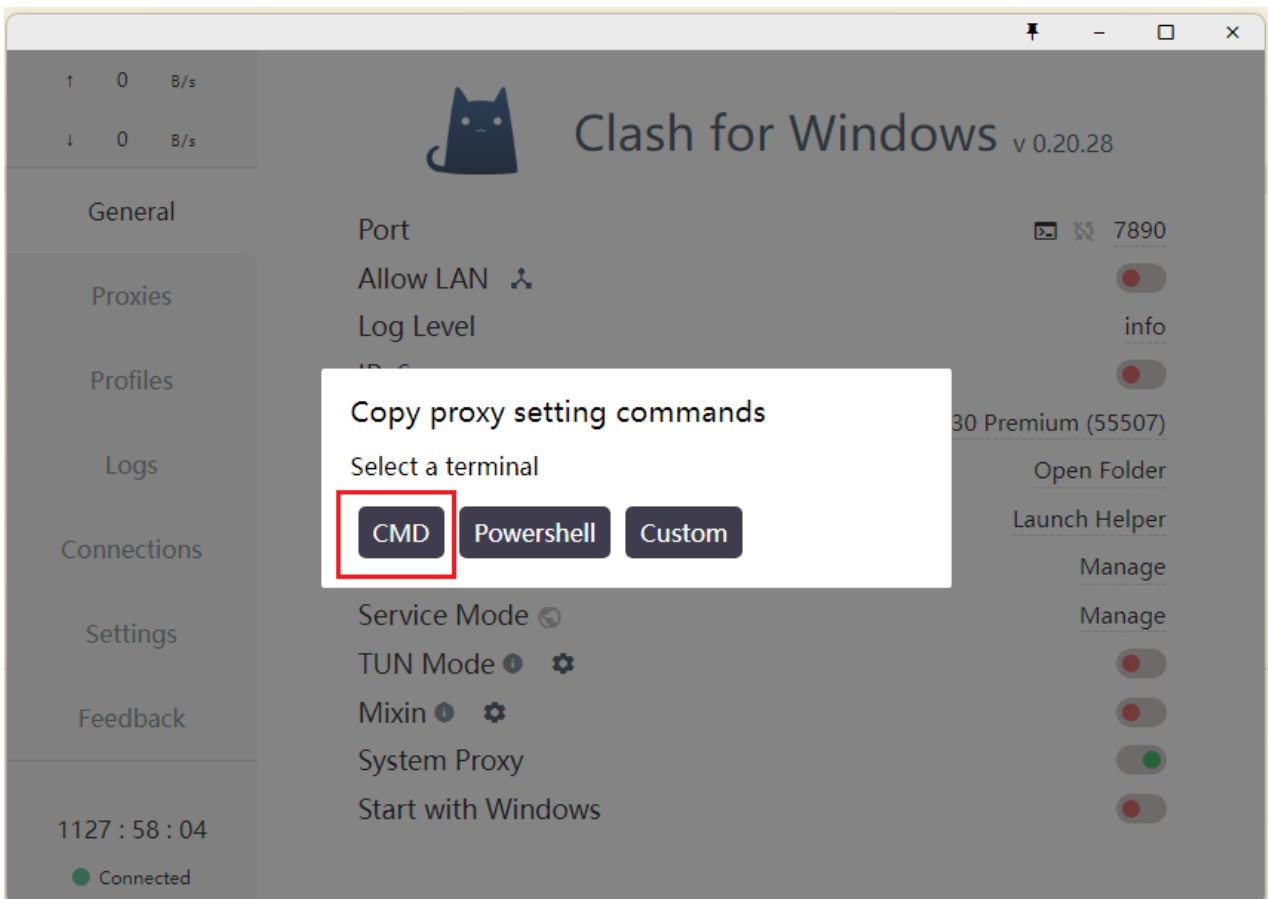 ↑ 0 B/s
↓ 0 B/s
General
Proxies
Profiles
Logs
Connections
Settings
Feedback
1127 : 58 : 04
Connected
Clash for Windows v 0.20.28
Port 7890
Allow LAN
Log Level info
30 Premium (55507)
Open Folder
Launch Helper
Manage
Copy proxy setting commands
Select a terminal
CMD Powershell Custom
Service Mode Manage
TUN Mode
Mixin
System Proxy
Start with Windows